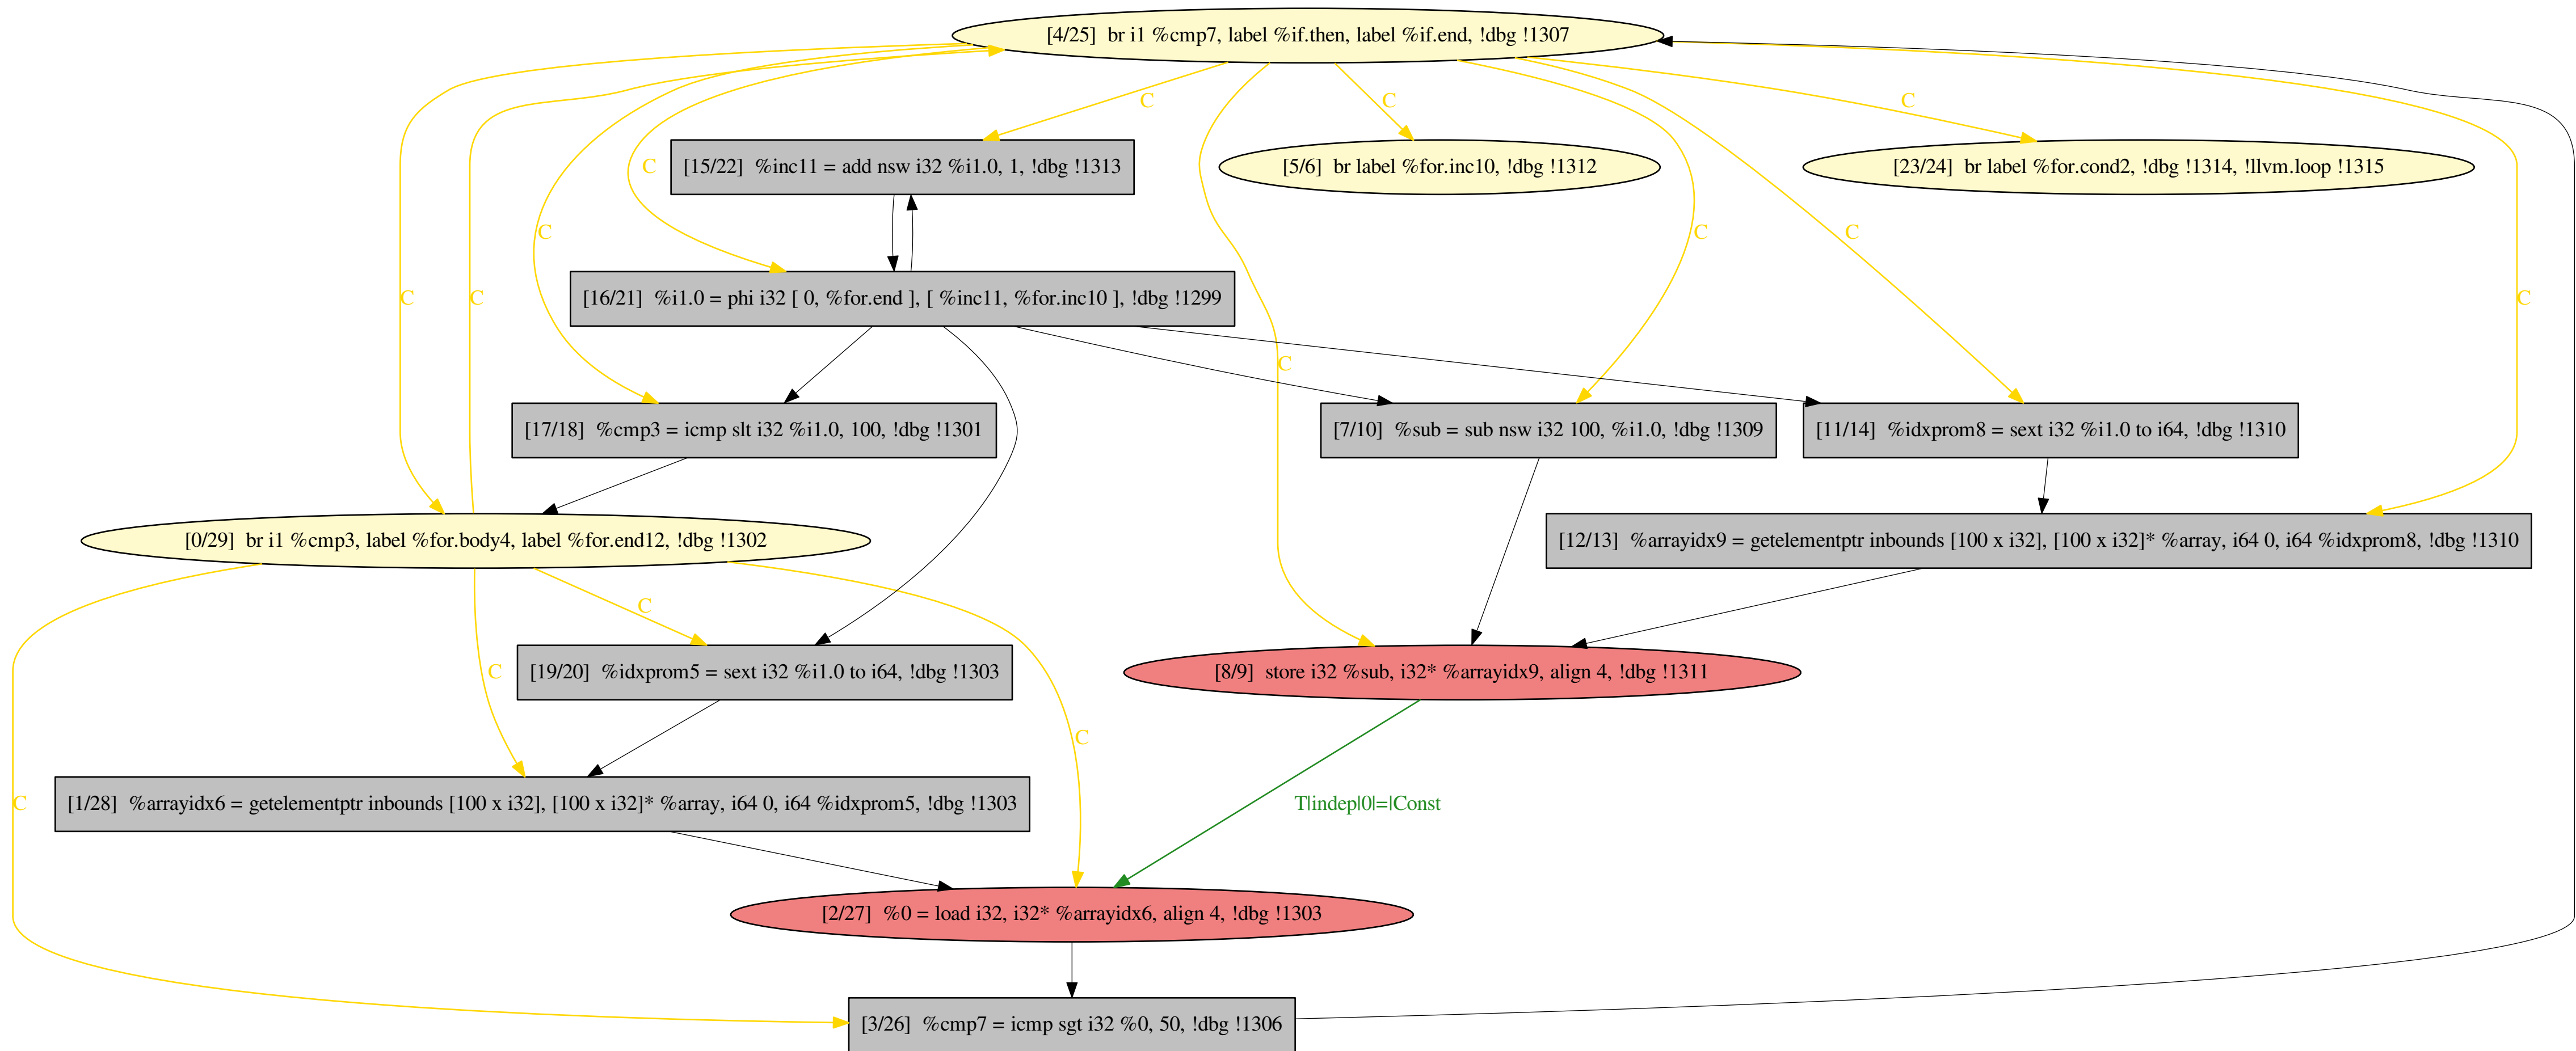 [4/25]  br i1 %cmp7, label %if.then, label %if.end, !dbg !1307
C
C
C
[15/22]  %inc11 = add nsw i32 %i1.0, 1, !dbg !1313
[5/6]  br label %for.inc10, !dbg !1312
[23/24]  br label %for.cond2, !dbg !1314, !llvm.loop !1315
C
C
C
C
[16/21]  %i1.0 = phi i32 [ 0, %for.end ], [ %inc11, %for.inc10 ], !dbg !1299
C
C
C
C
[17/18]  %cmp3 = icmp slt i32 %i1.0, 100, !dbg !1301
[7/10]  %sub = sub nsw i32 100, %i1.0, !dbg !1309
[11/14]  %idxprom8 = sext i32 %i1.0 to i64, !dbg !1310
[0/29]  br i1 %cmp3, label %for.body4, label %for.end12, !dbg !1302
[12/13]  %arrayidx9 = getelementptr inbounds [100 x i32], [100 x i32]* %array, i64 0, i64 %idxprom8, !dbg !1310
C
C
[19/20]  %idxprom5 = sext i32 %i1.0 to i64, !dbg !1303
[8/9]  store i32 %sub, i32* %arrayidx9, align 4, !dbg !1311
C
C
[1/28]  %arrayidx6 = getelementptr inbounds [100 x i32], [100 x i32]* %array, i64 0, i64 %idxprom5, !dbg !1303
T|indep|0|=|Const
[2/27]  %0 = load i32, i32* %arrayidx6, align 4, !dbg !1303
[3/26]  %cmp7 = icmp sgt i32 %0, 50, !dbg !1306